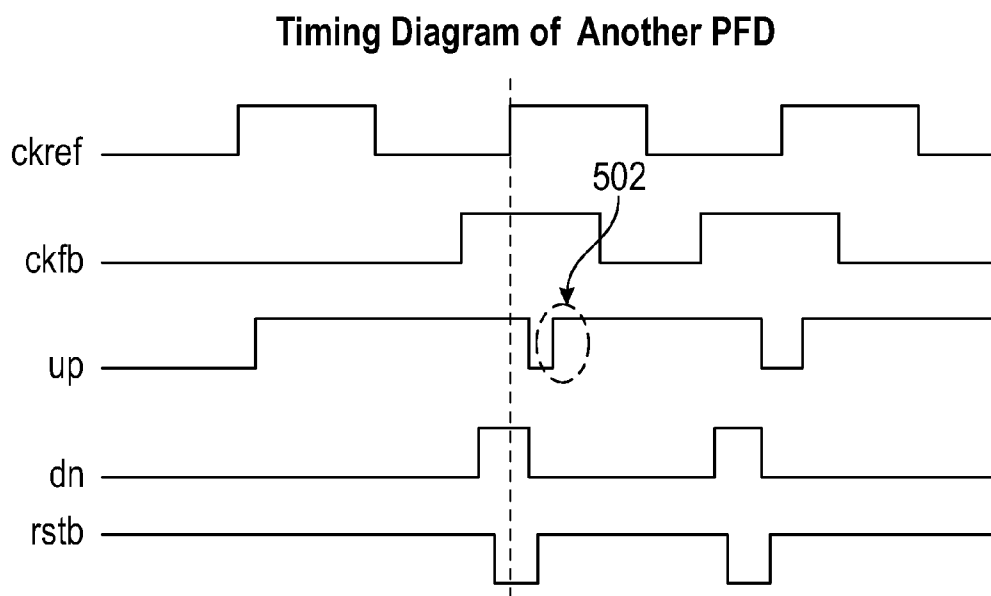 Timing Diagram of Another PFD
ckref
502
ckfb
up
dn
rstb